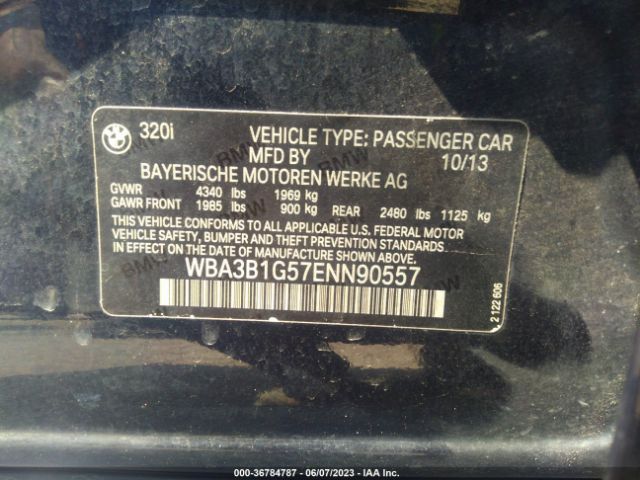 BMW 320i VEHICLE TYPE: PASSENGER CAR
MFD BY 10/13
BAYERISCHE MOTOREN WERKE AG
GVWR 4340 lbs 1969 kg
GAWR FRONT 1985 lbs 900 kg REAR 2480 lbs 1125 kg
THIS VEHICLE CONFORMS TO ALL APPLICABLE U.S. FEDERAL MOTOR
VEHICLE SAFETY, BUMPER AND THEFT PREVENTION STANDARDS
IN EFFECT ON THE DATE OF MANUFACTURE SHOWN ABOVE.
WBA3B1G57ENN90557
2 122 606
000-36784787 - 06/07/2023 - IAA Inc.